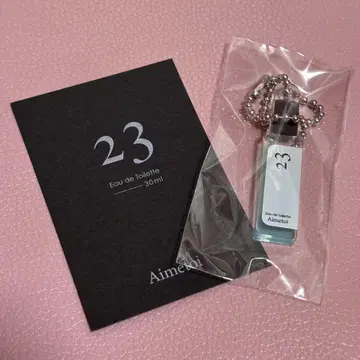 23
Eau de Toilette
30ml
Aimetoi
23
Eau de Toilette
Aimetoi